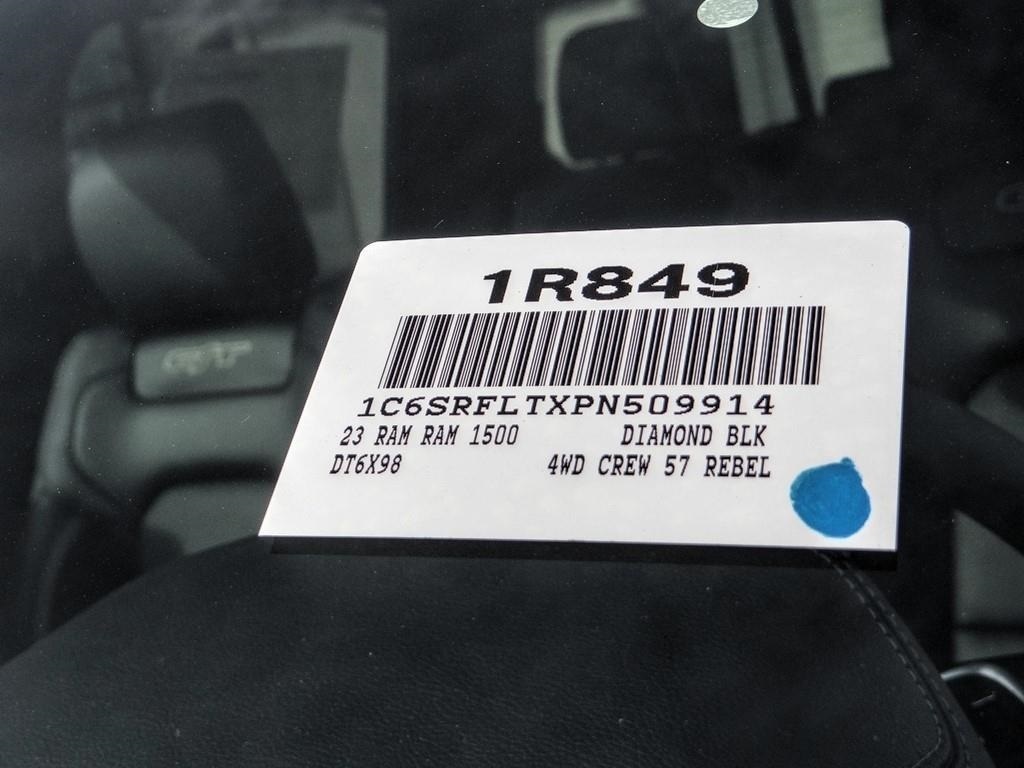 1R849
1C6SRFLTXPN509914
23 RAM RAM 1500 DIAMOND BLK
DT6X98 4WD CREW 57 REBEL
G/T